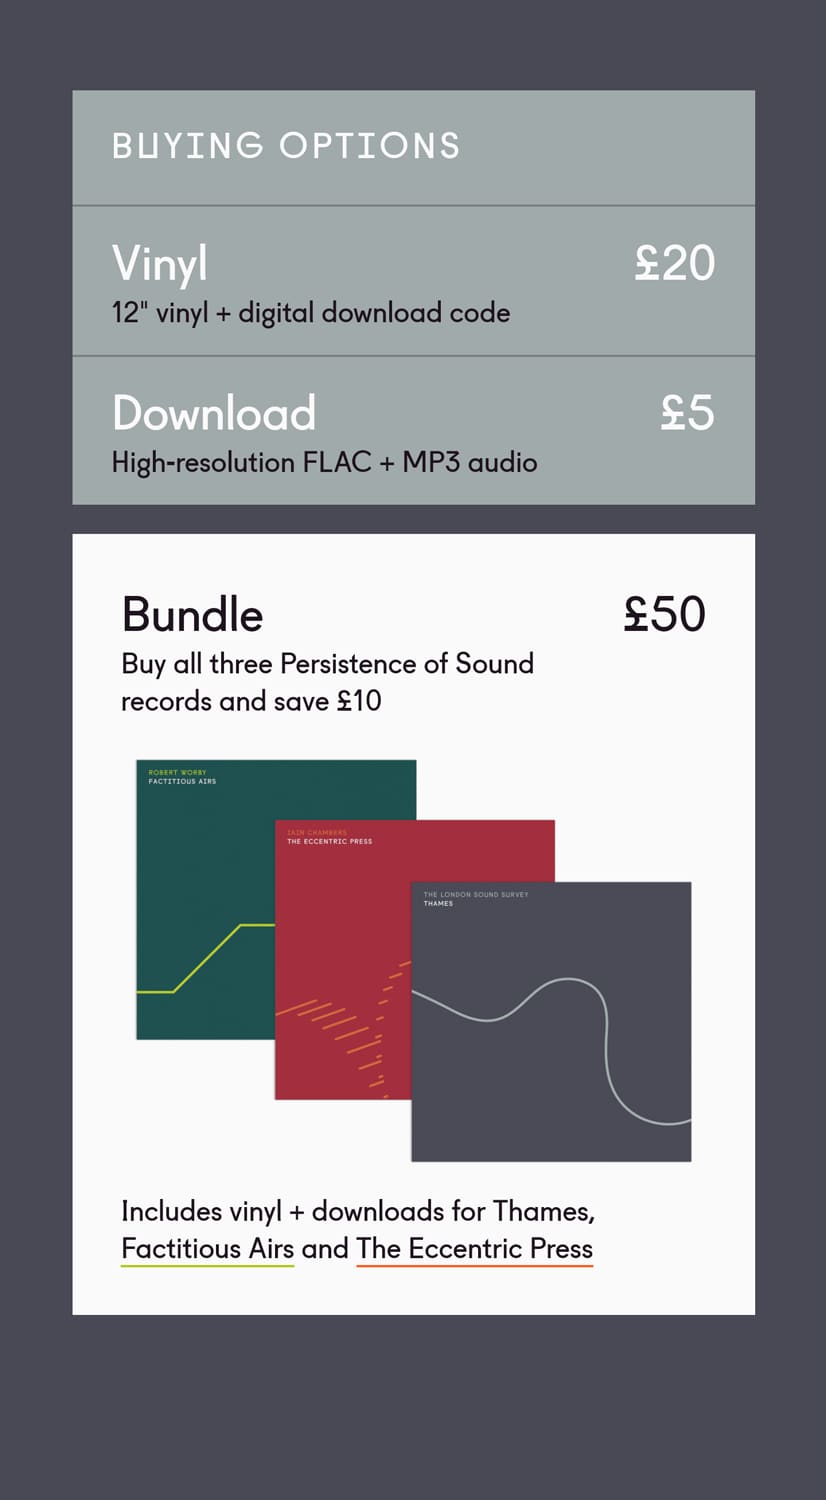 BUYING OPTIONS
Vinyl £20
12" vinyl + digital download code
Download £5
High-resolution FLAC + MP3 audio
Bundle £50
Buy all three Persistence of Sound
records and save £10
ROBERT WORBY
FACTITIOUS AIRS
IAIN CHAMBERS
THE ECCENTRIC PRESS
THE LONDON SOUND SURVEY
THAMES
Includes vinyl + downloads for Thames,
Factitious Airs and The Eccentric Press